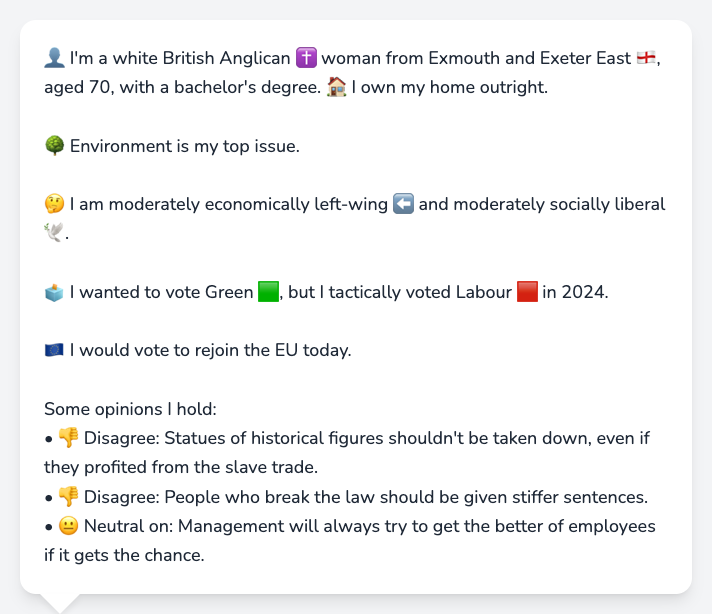 👤 I'm a white British Anglican ✝️ woman from Exmouth and Exeter East 🏴󠁧󠁢󠁥󠁮󠁧󠁿,
aged 70, with a bachelor's degree. 🏠 I own my home outright.
🌳 Environment is my top issue.
🤔 I am moderately economically left-wing ⬅️ and moderately socially liberal
🕊️.
🗳️ I wanted to vote Green 🟩, but I tactically voted Labour 🟥 in 2024.
🇪🇺 I would vote to rejoin the EU today.
Some opinions I hold:
• 👎 Disagree: Statues of historical figures shouldn't be taken down, even if
they profited from the slave trade.
• 👎 Disagree: People who break the law should be given stiffer sentences.
• 😐 Neutral on: Management will always try to get the better of employees
if it gets the chance.